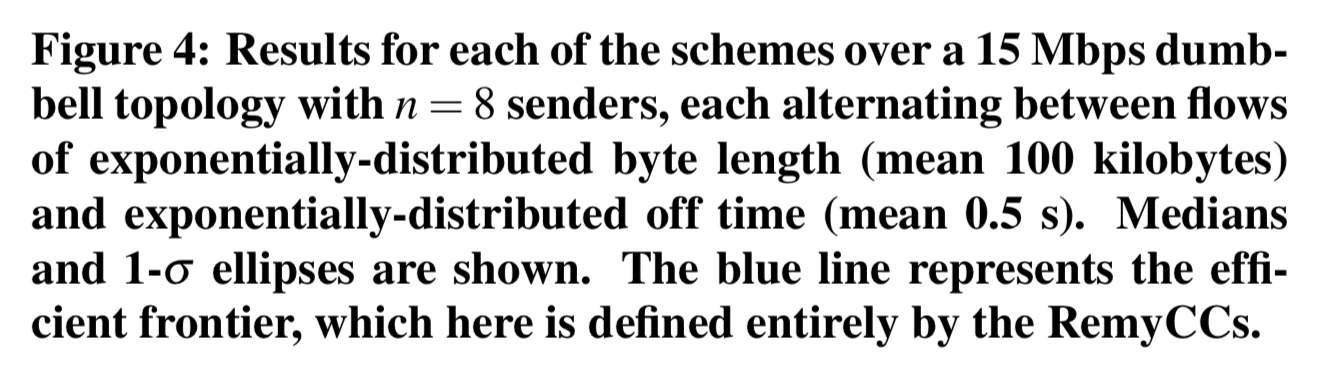 Figure 4: Results for each of the schemes over a 15 Mbps dumb-
bell topology with n = 8 senders, each alternating between flows
of exponentially-distributed byte length (mean 100 kilobytes)
and exponentially-distributed off time (mean 0.5 s). Medians
and 1-σ ellipses are shown. The blue line represents the effi-
cient frontier, which here is defined entirely by the RemyCCs.